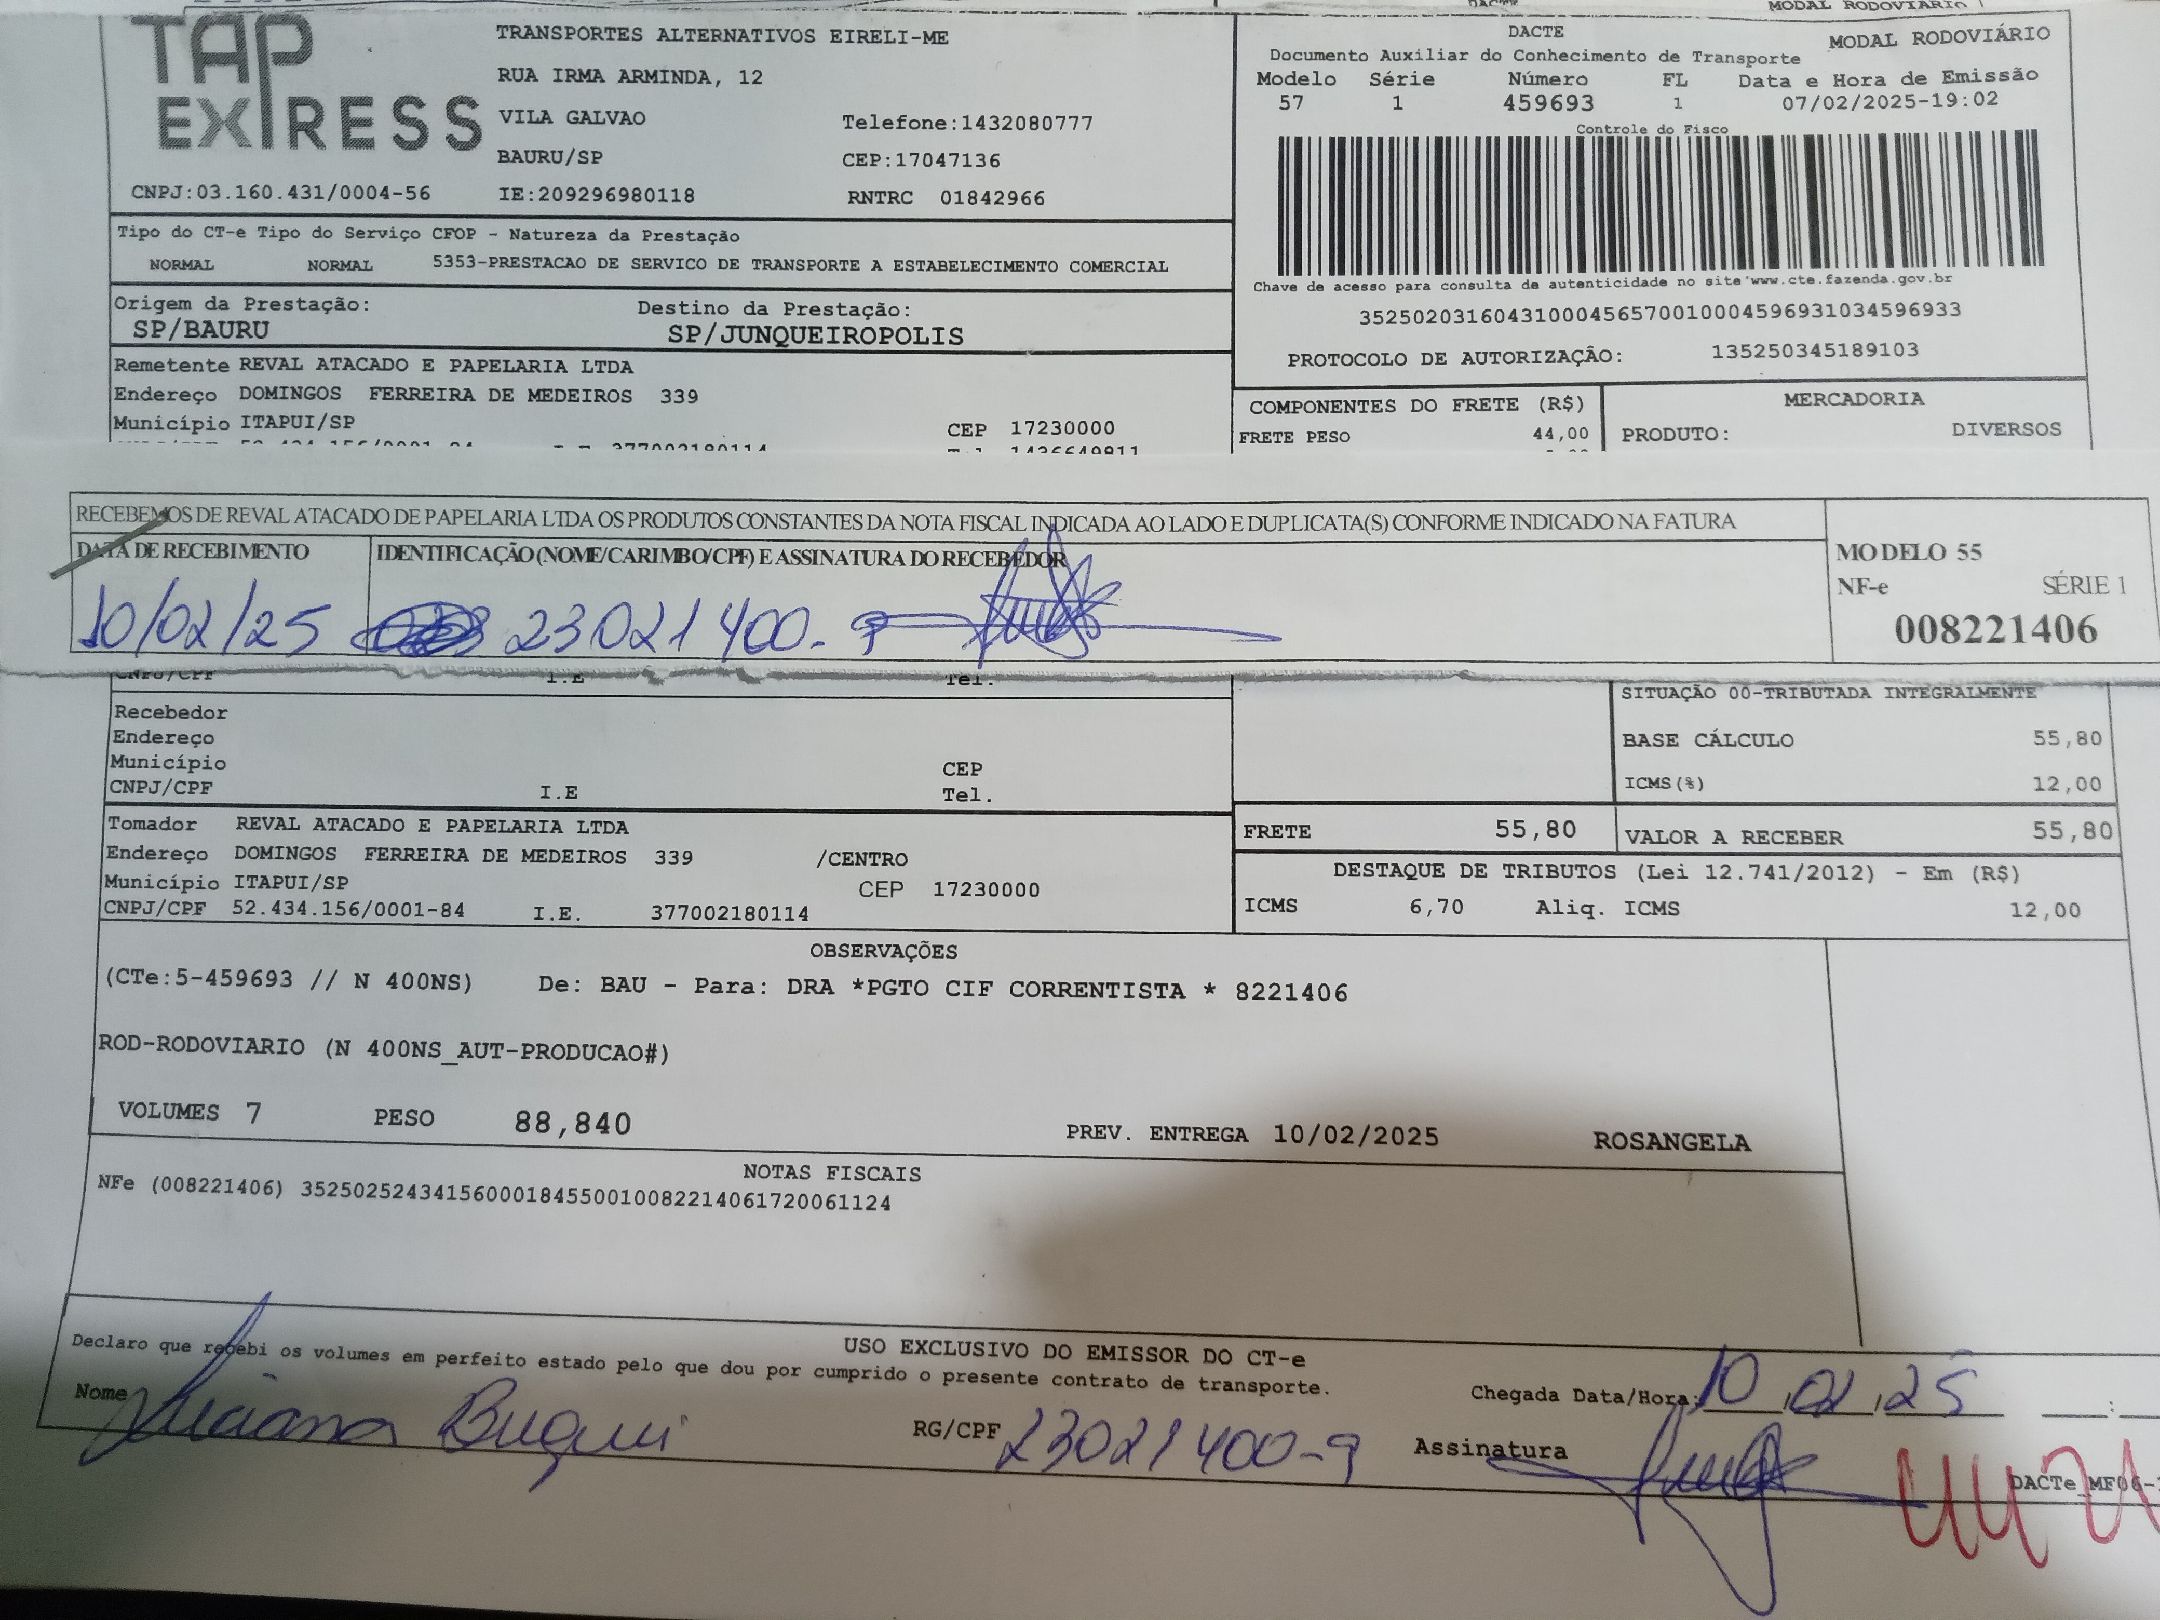 MODAL RODOVIÁRIO
TAP EXPRESS
TRANSPORTES ALTERNATIVOS EIRELI-ME
RUA IRMA ARMINDA, 12
VILA GALVAO Telefone:1432080777
BAURU/SP CEP:17047136
CNPJ:03.160.431/0004-56 IE:209296980118 RNTRC 01842966
DACTE
Documento Auxiliar do Conhecimento de Transporte MODAL RODOVIÁRIO
Modelo Série Número FL Data e Hora de Emissão
57 1 459693 1 07/02/2025-19:02
Controle do Fisco
Chave de acesso para consulta de autenticidade no site www.cte.fazenda.gov.br
35250203160431000456570010004596931034596933
PROTOCOLO DE AUTORIZAÇÃO: 135250345189103
Tipo do CT-e Tipo do Serviço CFOP - Natureza da Prestação
NORMAL NORMAL 5353-PRESTACAO DE SERVICO DE TRANSPORTE A ESTABELECIMENTO COMERCIAL
Origem da Prestação: Destino da Prestação:
SP/BAURU SP/JUNQUEIROPOLIS
Remetente REVAL ATACADO E PAPELARIA LTDA
Endereço DOMINGOS FERREIRA DE MEDEIROS 339
Município ITAPUI/SP CEP 17230000
COMPONENTES DO FRETE (R$) MERCADORIA
FRETE PESO 44,00 PRODUTO: DIVERSOS
RECEBEMOS DE REVAL ATACADO DE PAPELARIA LTDA OS PRODUTOS CONSTANTES DA NOTA FISCAL INDICADA AO LADO E DUPLICATA(S) CONFORME INDICADO NA FATURA
DATA DE RECEBIMENTO IDENTIFICAÇÃO (NOME/CARIMBO/CPF) E ASSINATURA DO RECEBEDOR
10/02/25 23021400-9
MODELO 55
NF-e SÉRIE 1
008221406
CNPJ/CPF I.E Tel.
Recebedor
Endereço
Município CEP
CNPJ/CPF I.E Tel.
SITUAÇÃO 00-TRIBUTADA INTEGRALMENTE
BASE CÁLCULO 55,80
ICMS(%) 12,00
Tomador REVAL ATACADO E PAPELARIA LTDA
Endereço DOMINGOS FERREIRA DE MEDEIROS 339 /CENTRO
Município ITAPUI/SP CEP 17230000
CNPJ/CPF 52.434.156/0001-84 I.E. 377002180114
FRETE 55,80 VALOR A RECEBER 55,80
DESTAQUE DE TRIBUTOS (Lei 12.741/2012) - Em (R$)
ICMS 6,70 Aliq. ICMS 12,00
OBSERVAÇÕES
(CTe:5-459693 // N 400NS) De: BAU - Para: DRA *PGTO CIF CORRENTISTA * 8221406
ROD-RODOVIARIO (N 400NS_AUT-PRODUCAO#)
VOLUMES 7 PESO 88,840 PREV. ENTREGA 10/02/2025 ROSANGELA
NOTAS FISCAIS
NFe (008221406) 35250252434156000184550010082214061720061124
USO EXCLUSIVO DO EMISSOR DO CT-e
Declaro que recebi os volumes em perfeito estado pelo que dou por cumprido o presente contrato de transporte.
Nome RG/CPF 23021400-9
Chegada Data/Hora: 10 02 25 :
Assinatura